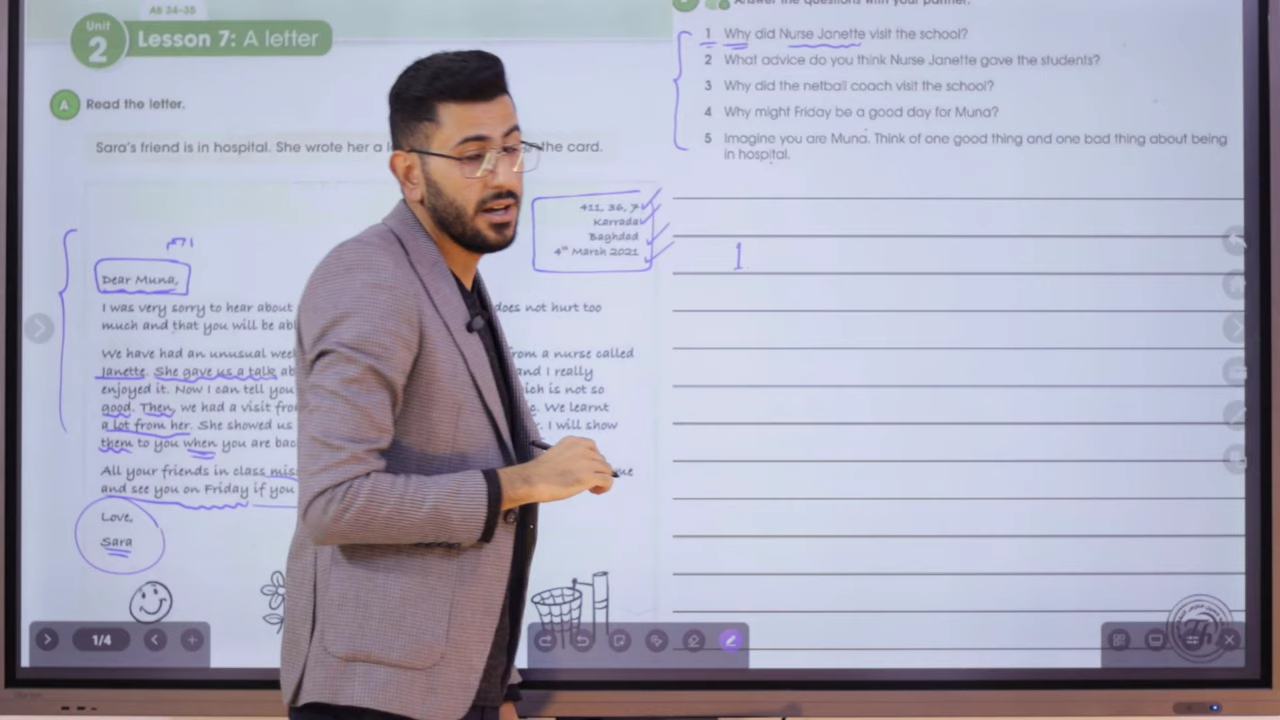 AB 34-35
Unit 2
Lesson 7: A letter
A Read the letter.
Sara's friend is in hospital. She wrote her a the card.
411, 36, 7
Karrada
Baghdad
4th March 2021
Dear Muna,
I was very sorry to hear about does not hurt too
much and that you will be
We have had an unusual from a nurse called
Janette. She gave us a talk and I really
enjoyed it. Now I can tell you is not so
good. Then, we had a visit We learnt
a lot from her. She showed us I will show
them to you when you are
All your friends in class
and see you on Friday if you
Love,
Sara
1/4
Answer the questions with your partner.
1 Why did Nurse Janette visit the school?
2 What advice do you think Nurse Janette gave the students?
3 Why did the netball coach visit the school?
4 Why might Friday be a good day for Muna?
5 Imagine you are Muna. Think of one good thing and one bad thing about being
in hospital.
1